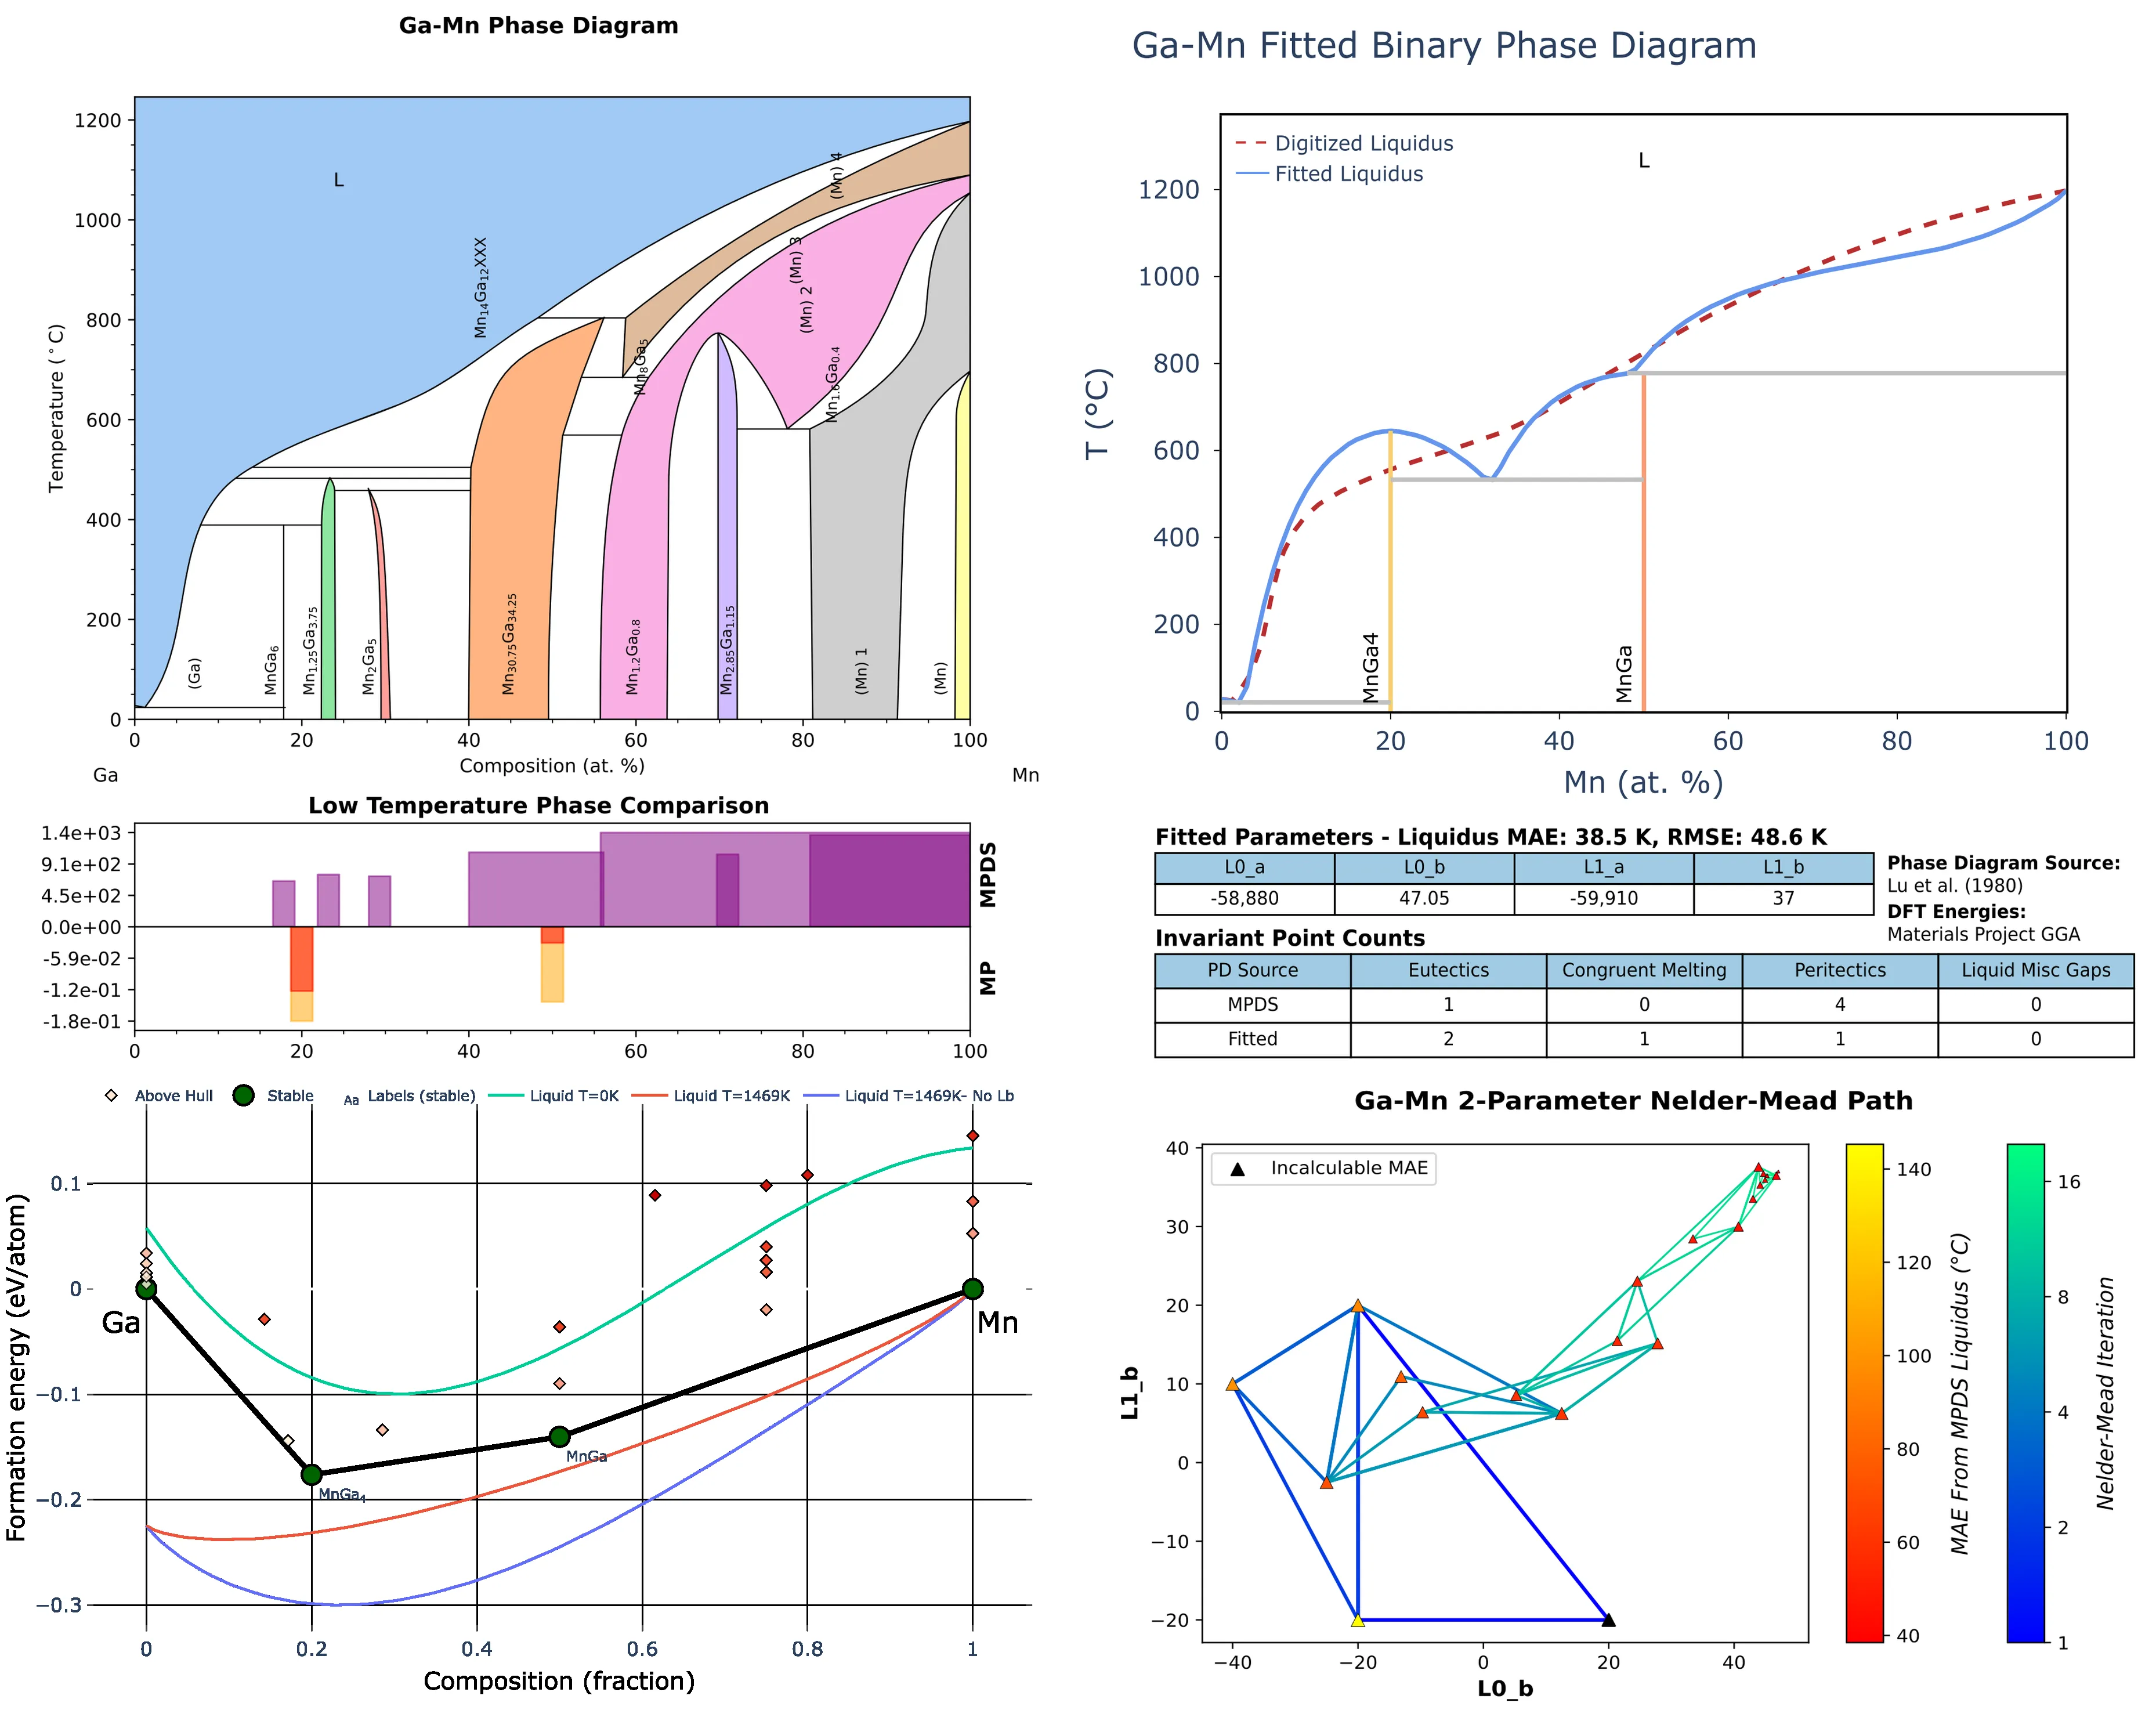 Ga-Mn Phase Diagram
1200
1000
800
600
400
200
0
Temperature (°C)
L
Mn14Ga12XXX
(Mn) 4
(Mn) 3
(Mn) 2
Mn8Ga5
Mn1.6Ga0.4
(Ga)
MnGa6
Mn1.25Ga3.75
Mn2Ga5
Mn30.75Ga34.25
Mn1.2Ga0.8
Mn2.85Ga1.15
(Mn) 1
(Mn)
0 20 40 60 80 100
Composition (at. %)
Ga Mn
Ga-Mn Fitted Binary Phase Diagram
Digitized Liquidus
Fitted Liquidus
L
1200
1000
800
600
400
200
0
T (°C)
MnGa4
MnGa
0 20 40 60 80 100
Mn (at. %)
Low Temperature Phase Comparison
1.4e+03
9.1e+02
4.5e+02
0.0e+00
-5.9e-02
-1.2e-01
-1.8e-01
MPDS
MP
0 20 40 60 80 100
Fitted Parameters - Liquidus MAE: 38.5 K, RMSE: 48.6 K
L0_a L0_b L1_a L1_b
-58,880 47.05 -59,910 37
Phase Diagram Source:
Lu et al. (1980)
DFT Energies:
Materials Project GGA
Invariant Point Counts
PD Source Eutectics Congruent Melting Peritectics Liquid Misc Gaps
MPDS 1 0 4 0
Fitted 2 1 1 0
Above Hull Stable Aa Labels (stable) Liquid T=0K Liquid T=1469K Liquid T=1469K- No Lb
0.1
0
−0.1
−0.2
−0.3
Formation energy (eV/atom)
Ga
Mn
MnGa
MnGa4
0 0.2 0.4 0.6 0.8 1
Composition (fraction)
Ga-Mn 2-Parameter Nelder-Mead Path
Incalculable MAE
40
30
20
10
0
−10
−20
L1_b
−40 −20 0 20 40
L0_b
140
120
100
80
60
40
MAE From MPDS Liquidus (°C)
16
8
4
2
1
Nelder-Mead Iteration